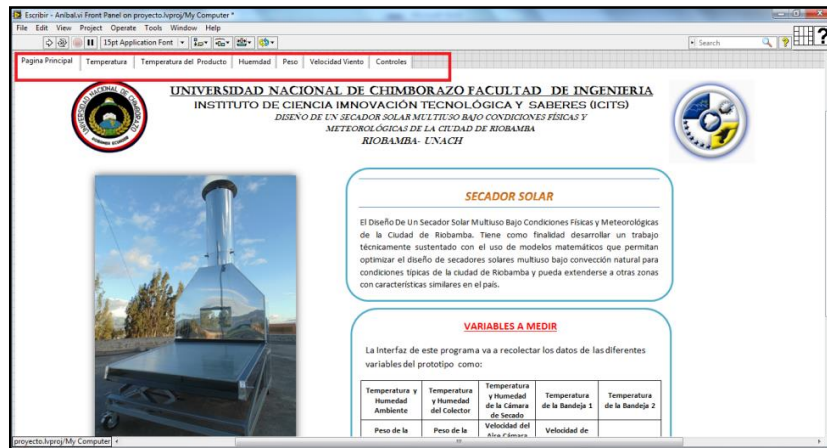 Escribir - Anibal.vi Front Panel on proyecto.lvproj/My Computer *
File Edit View Project Operate Tools Window Help
15pt Application Font
Search
Pagina Principal Temperatura Temperatura del Producto Huemdad Peso Velocidad Viento Controles
UNIVERSIDAD NACIONAL DE CHIMBORAZO FACULTAD DE INGENIERIA
INSTITUTO DE CIENCIA IMNOVACIÓN TECNOLÓGICA Y SABERES (ICITS)
DISEÑO DE UN SECADOR SOLAR MULTIUSO BAJO CONDICIONES FÍSICAS Y
METEOROLÓGICAS DE LA CIUDAD DE RIOBAMBA
RIOBAMBA- UNACH
UNIVERSIDAD NACIONAL DE CHIMBORAZO
RIOBAMBA-ECUADOR
SECADOR SOLAR
El Diseño De Un Secador Solar Multiuso Bajo Condiciones Físicas y Meteorológicas
de la Ciudad de Riobamba. Tiene como finalidad desarrollar un trabajo
técnicamente sustentado con el uso de modelos matemáticos que permitan
optimizar el diseño de secadores solares multiuso bajo convección natural para
condiciones típicas de la ciudad de Riobamba y pueda extenderse a otras zonas
con características similares en el país.
VARIABLES A MEDIR
La Interfaz de este programa va a recolectar los datos de las diferentes
variables del prototipo como:
Temperatura y Humedad Ambiente
Temperatura y Humedad del Colector
Temperatura y Humedad de la Cámara de Secado
Temperatura de la Bandeja 1
Temperatura de la Bandeja 2
Peso de la
Peso de la
Velocidad del Aire Cámara
Velocidad de
proyecto.lvproj/My Computer